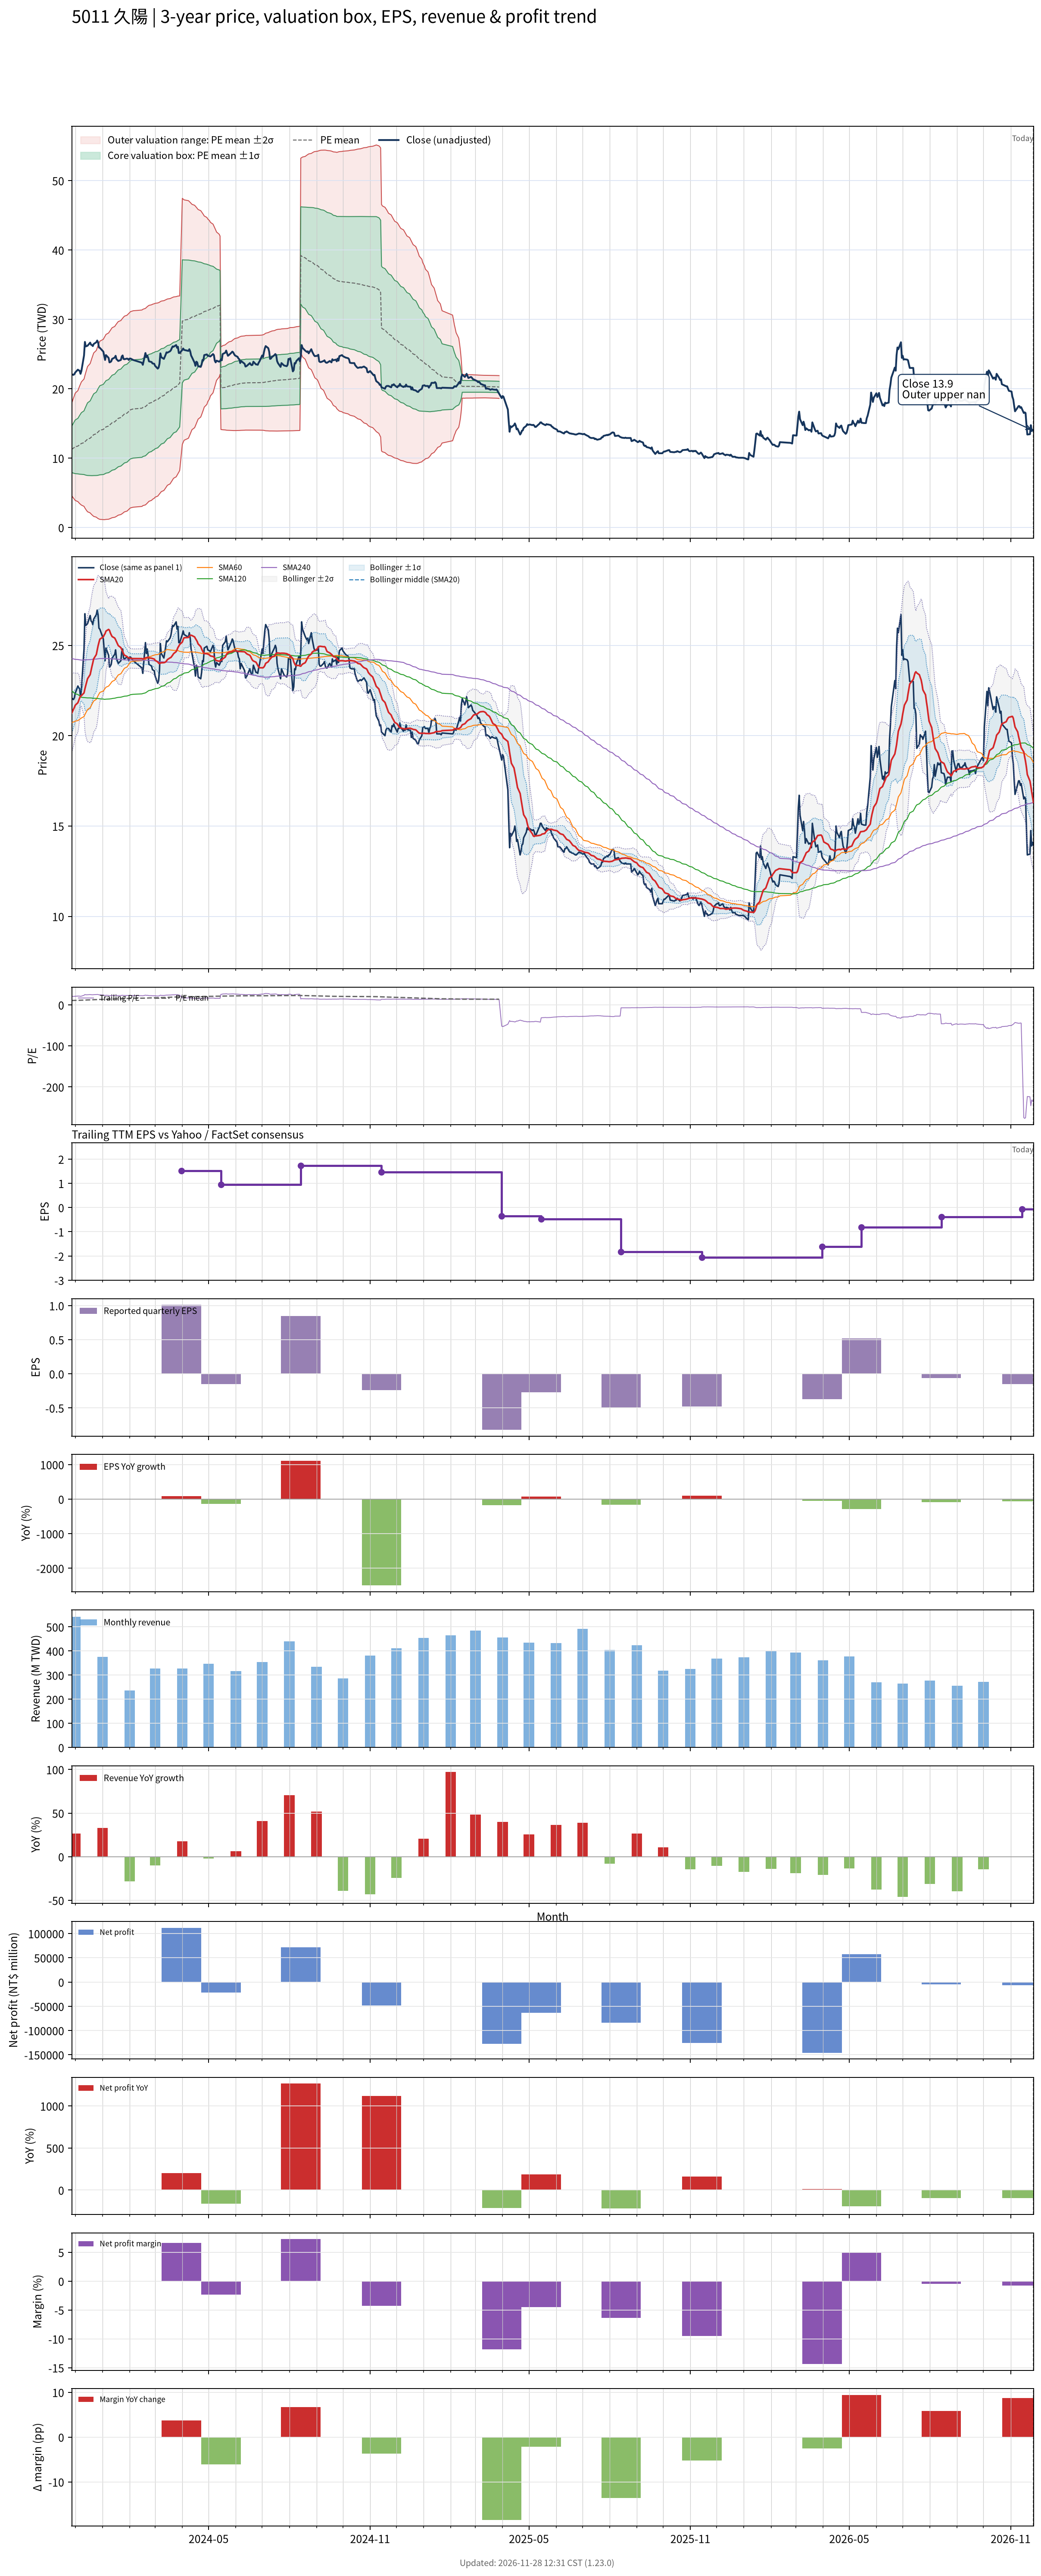 5011 久陽 | 3-year price, valuation box, EPS, revenue & profit trend
Outer valuation range: PE mean ±2σ
PE mean
Close (unadjusted)
Core valuation box: PE mean ±1σ
Today
50
40
30
20
10
0
Price (TWD)
Close 13.9
Outer upper nan
Close (same as panel 1)
SMA20
SMA60
SMA120
SMA240
Bollinger ±2σ
Bollinger ±1σ
Bollinger middle (SMA20)
25
20
15
10
Price
Trailing P/E
P/E mean
0
-100
-200
P/E
Trailing TTM EPS vs Yahoo / FactSet consensus
Today
2
1
0
-1
-2
-3
EPS
Reported quarterly EPS
1.0
0.5
0.0
-0.5
EPS
EPS YoY growth
1000
0
-1000
-2000
YoY (%)
Monthly revenue
500
400
300
200
100
0
Revenue (M TWD)
Revenue YoY growth
100
50
0
-50
YoY (%)
Month
Net profit
100000
50000
0
-50000
-100000
-150000
Net profit (NT$ million)
Net profit YoY
1000
500
0
YoY (%)
Net profit margin
5
0
-5
-10
-15
Margin (%)
Margin YoY change
10
0
-10
Δ margin (pp)
2024-05
2024-11
2025-05
2025-11
2026-05
2026-11
Updated: 2026-11-28 12:31 CST (1.23.0)